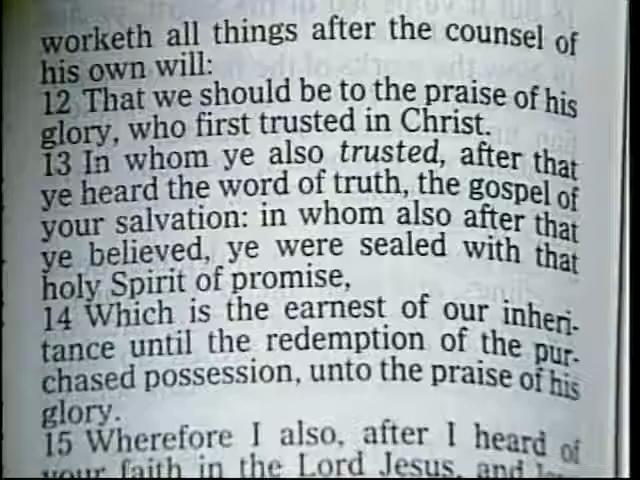 worketh all things after the counsel of
his own will:
12 That we should be to the praise of his
glory, who first trusted in Christ.
13 In whom ye also trusted, after that
ye heard the word of truth, the gospel of
your salvation: in whom also after that
ye believed, ye were sealed with that
holy Spirit of promise,
14 Which is the earnest of our inheri-
tance until the redemption of the pur-
chased possession, unto the praise of his
glory.
15 Wherefore I also, after I heard of
your faith in the Lord Jesus, and